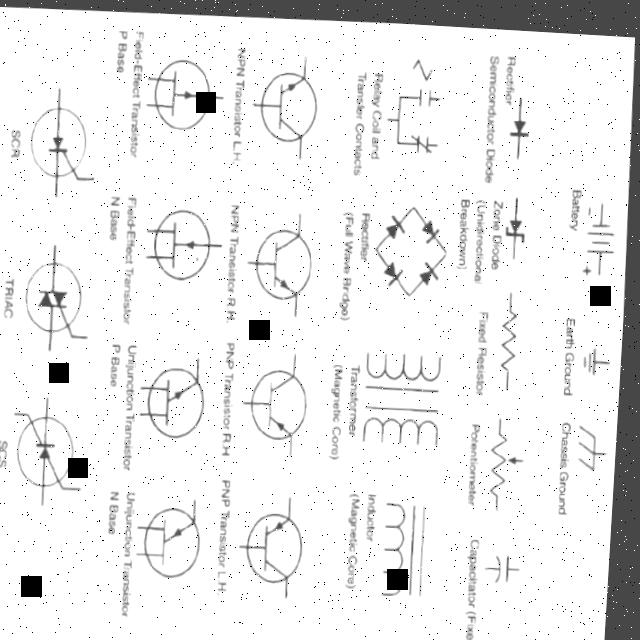 Battery
Earth Ground
Chassis Ground
Rectifier
Semiconductor Diode
Zone Diode
(Unidirectional
Breakdown)
Fixed Resistor
Potentiometer
Capacitor (Fixe
Relay Coil and
Transfer Contacts
Rectifier
(Full Wave Bridge)
Transformer
(Magnetic Core)
Inductor
(Magnetic Core)
NPN Transistor L.H.
NPN Transistor R.H.
PNP Transistor R.H.
PNP Transistor L.H.
Field-Effect Transistor
P Base
Field-Effect Transistor
N Base
Unijunction Transistor
P Base
Unijunction Transistor
N Base
SCR
TRIAC
SCS